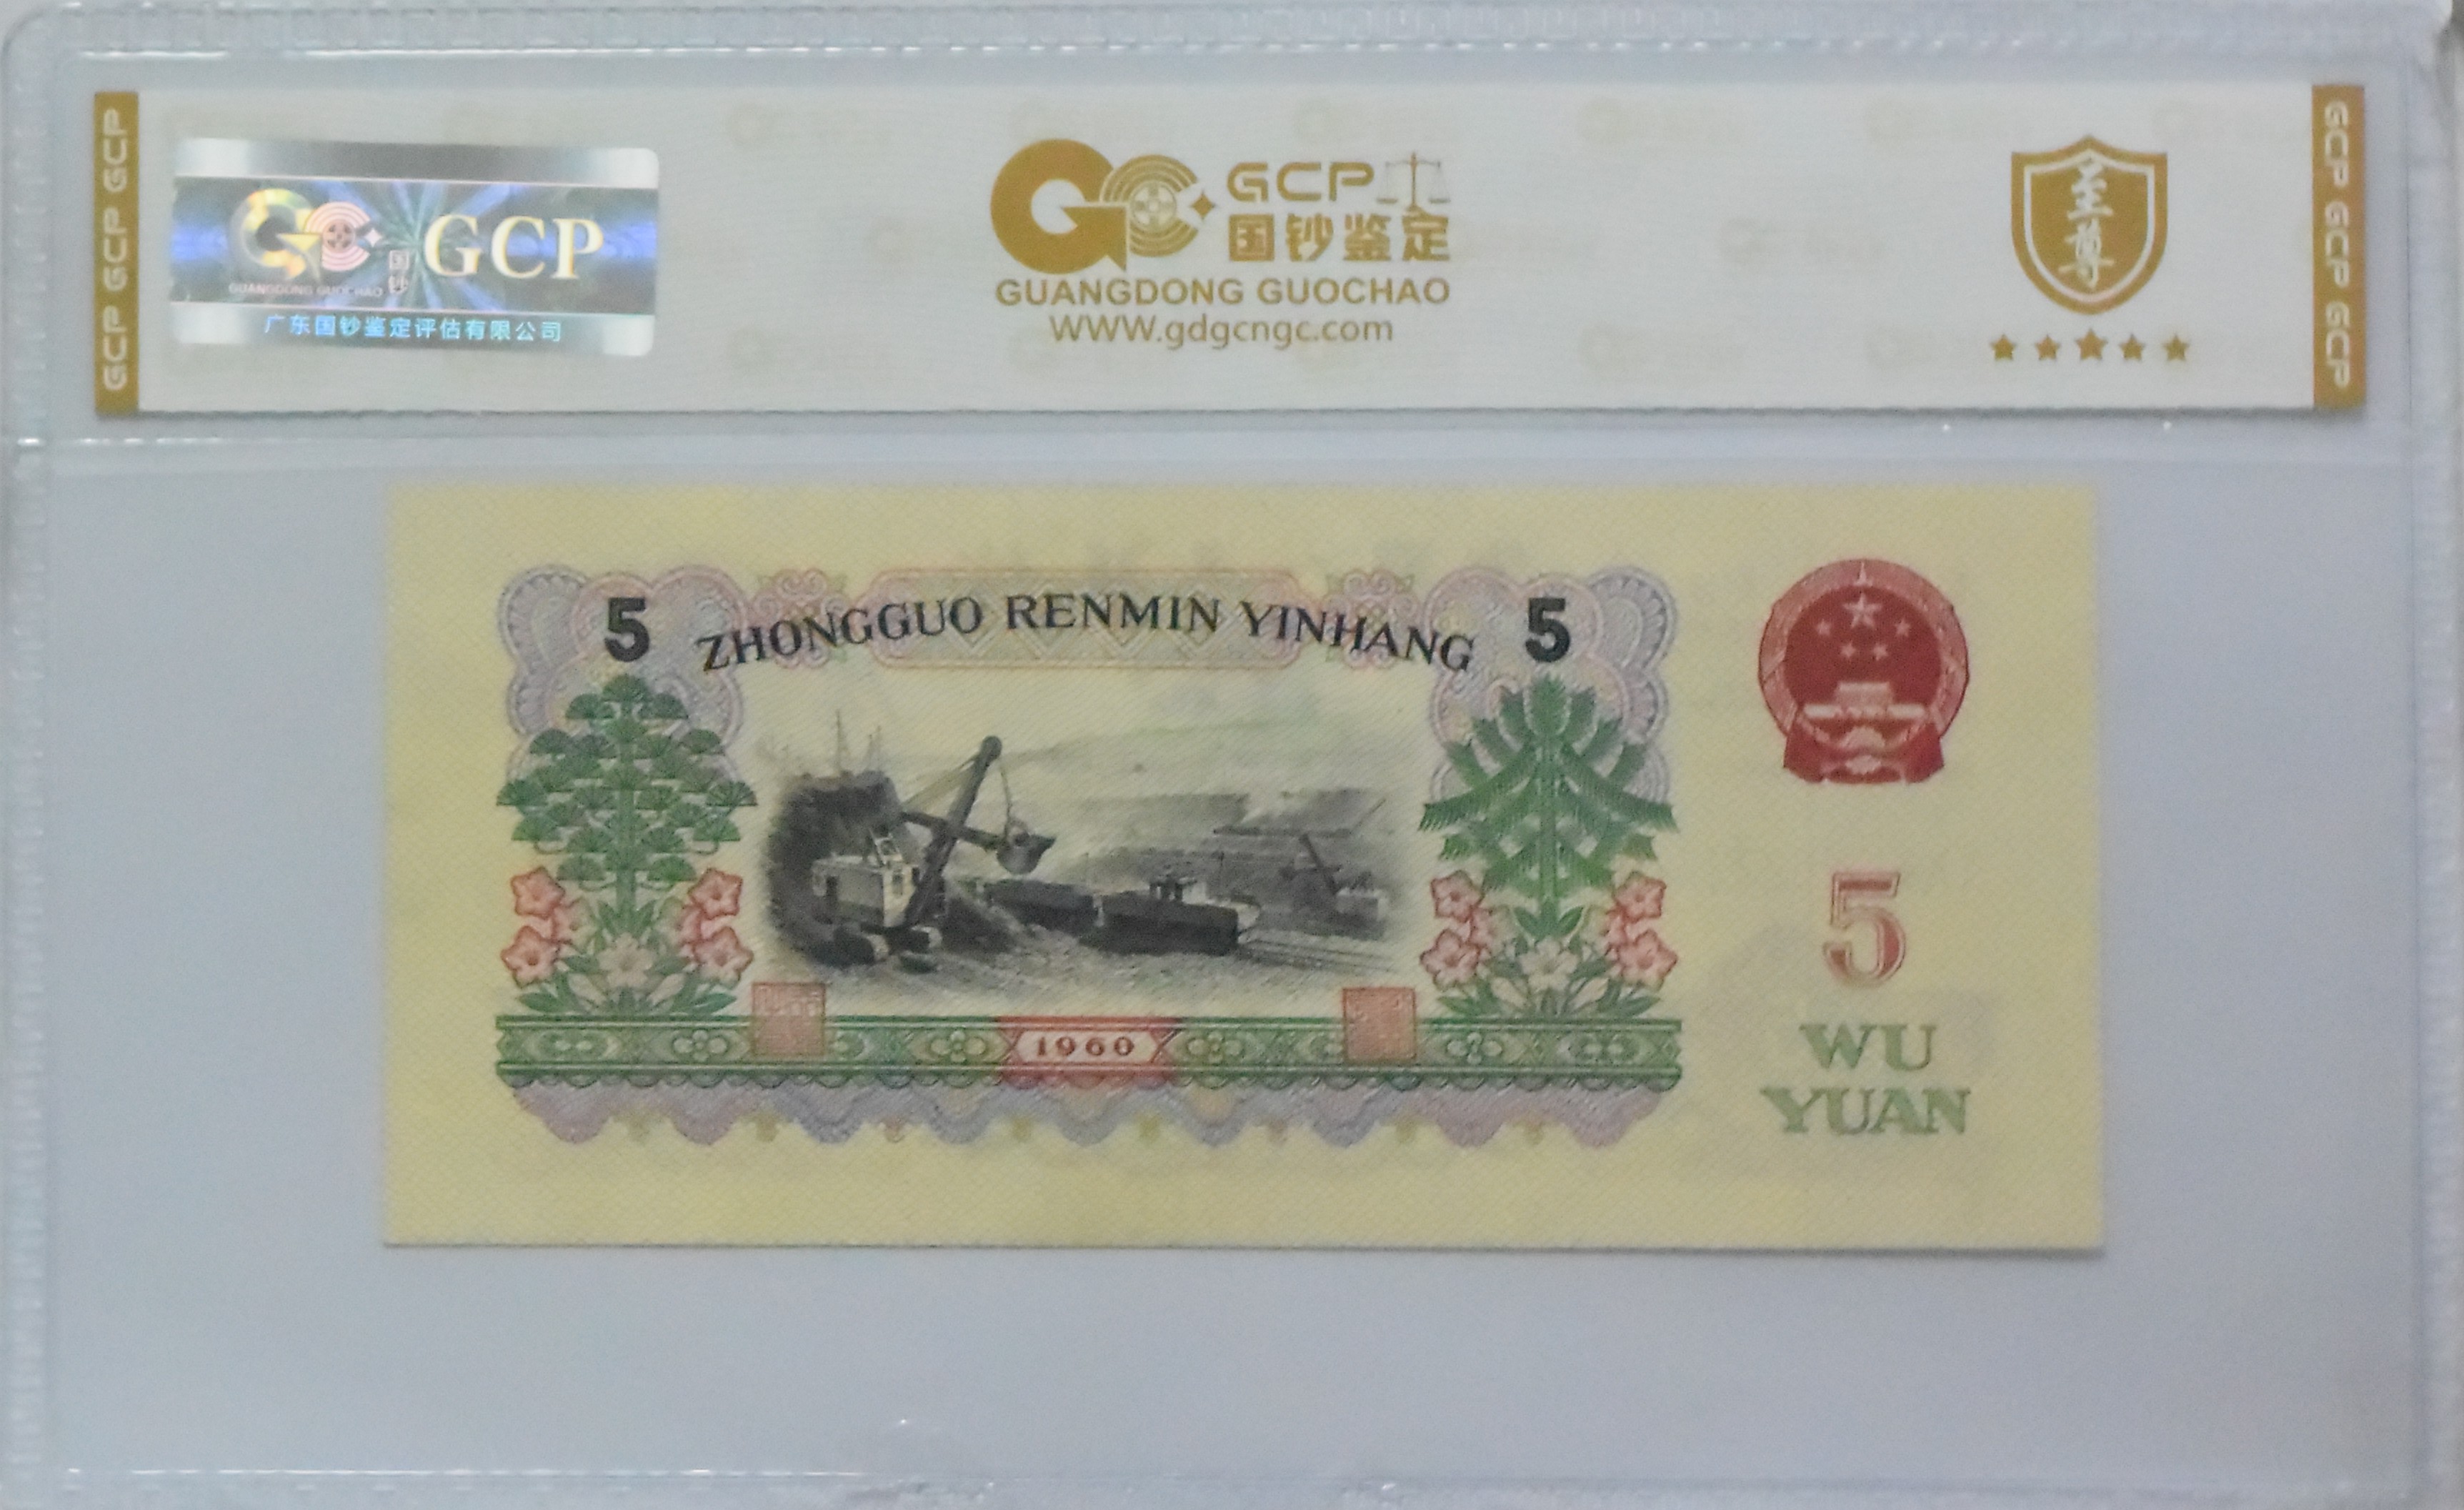 GCP GCP GCP
GUANGDONG GUOCHAO
国钞
GCP
广东国钞鉴定评估有限公司
GCP
国钞鉴定
GUANGDONG GUOCHAO
WWW.gdgcngc.com
至尊
GCP GCP GCP
5 ZHONGGUO RENMIN YINHANG 5
1960
5
WU
YUAN